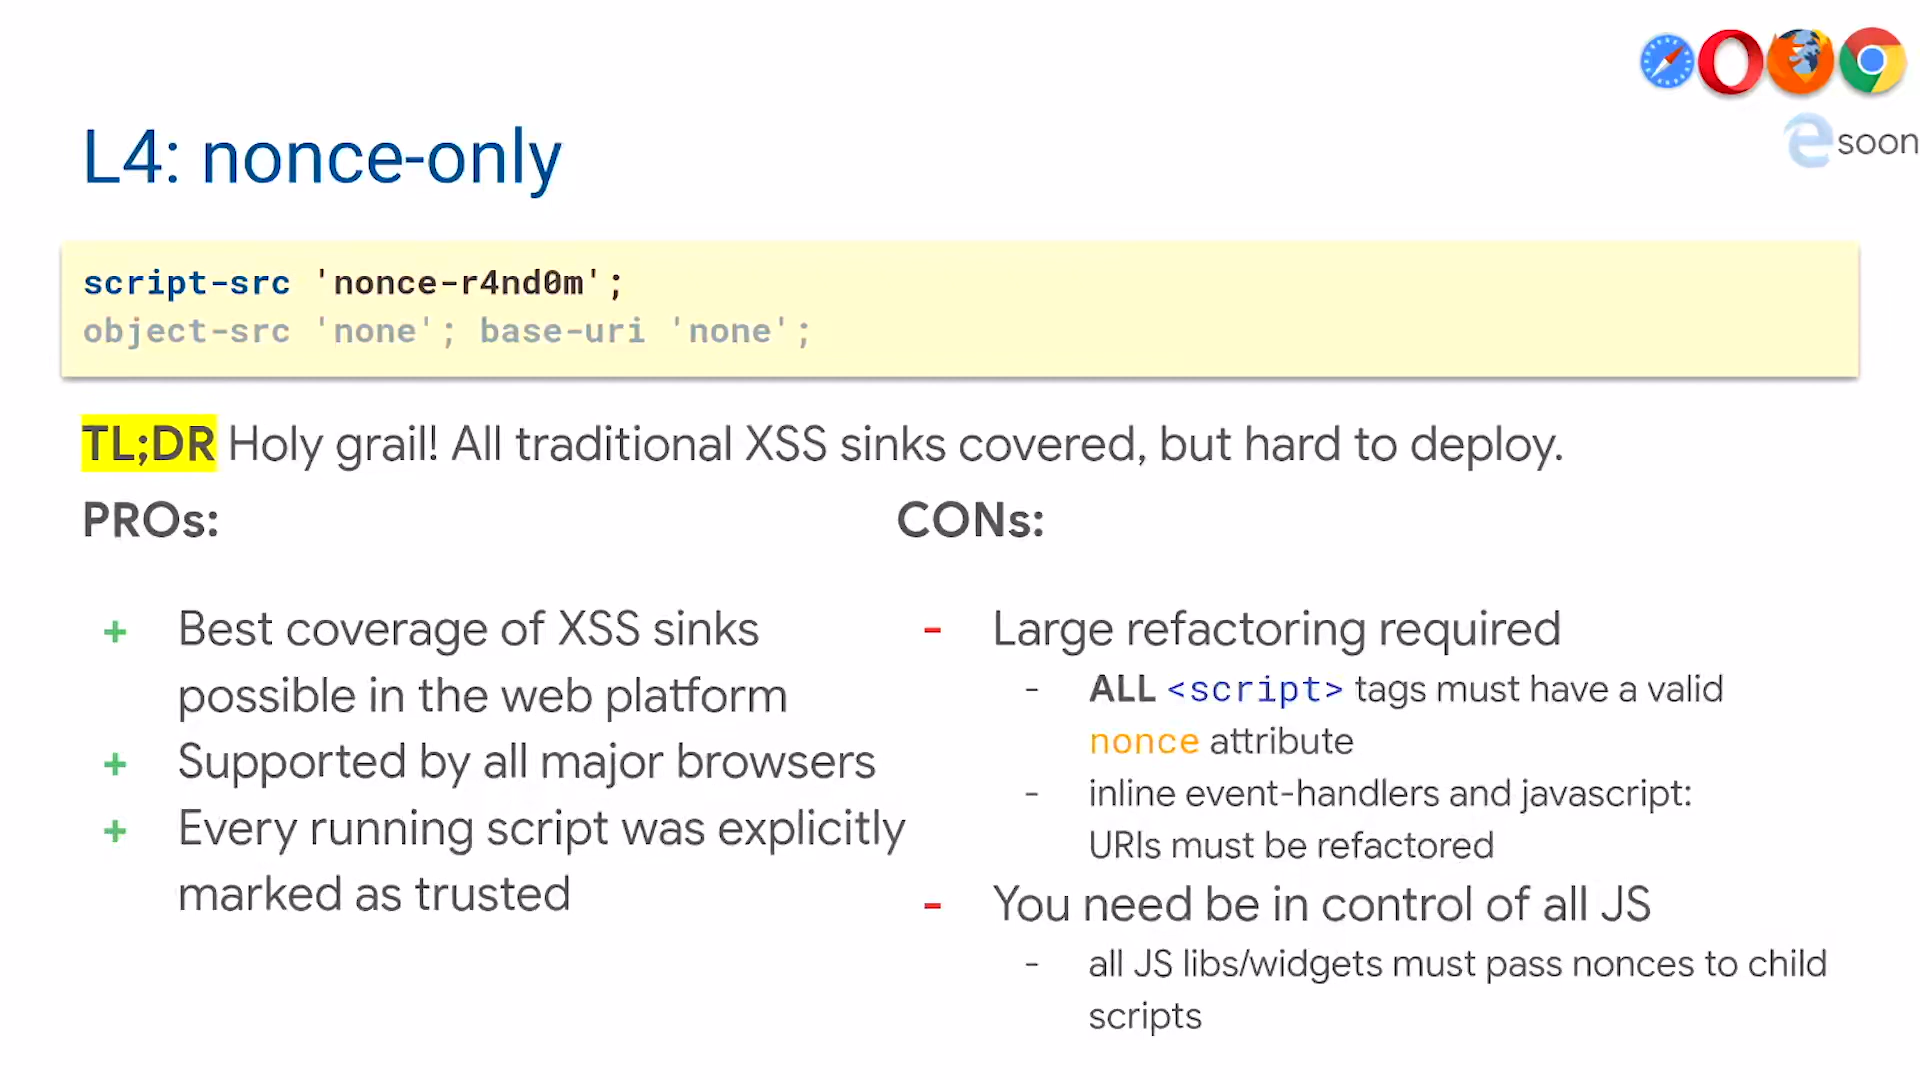 soon
L4: nonce-only
script-src 'nonce-r4nd0m';
object-src 'none'; base-uri 'none';
TL;DR Holy grail! All traditional XSS sinks covered, but hard to deploy.
PROs:
+ Best coverage of XSS sinks
possible in the web platform
+ Supported by all major browsers
+ Every running script was explicitly
marked as trusted
CONs:
- Large refactoring required
- ALL <script> tags must have a valid
nonce attribute
- inline event-handlers and javascript:
URIs must be refactored
- You need be in control of all JS
- all JS libs/widgets must pass nonces to child
scripts